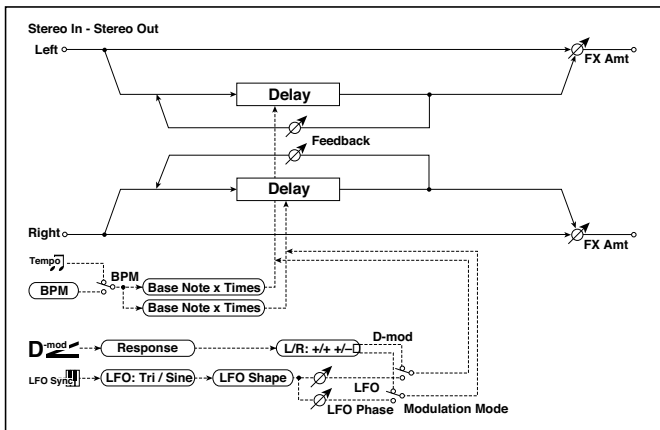 Stereo In - Stereo Out
Left
FX Amt
Delay
Feedback
Delay
Right
FX Amt
Tempo
BPM
BPM
Base Note x Times
Base Note x Times
D-mod
D-mod
Response
L/R: +/+ +/–
LFO Sync
LFO: Tri / Sine
LFO Shape
LFO
LFO Phase
Modulation Mode